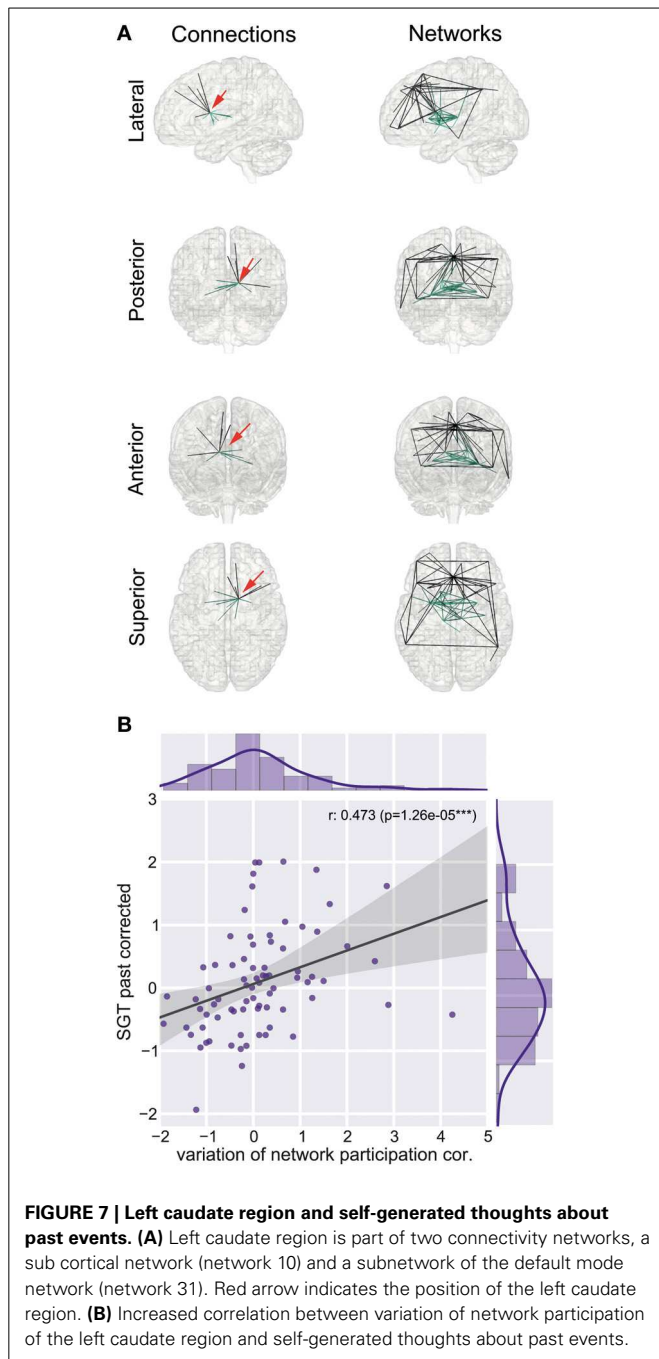 A
Connections Networks
Lateral
Posterior
Anterior
Superior
B
r: 0.473 (p=1.26e-05***)
3
2
1
0
−1
−2
SGT past corrected
−2 −1 0 1 2 3 4 5
variation of network participation cor.
FIGURE 7 | Left caudate region and self-generated thoughts about
past events. (A) Left caudate region is part of two connectivity networks, a
sub cortical network (network 10) and a subnetwork of the default mode
network (network 31). Red arrow indicates the position of the left caudate
region. (B) Increased correlation between variation of network participation
of the left caudate region and self-generated thoughts about past events.